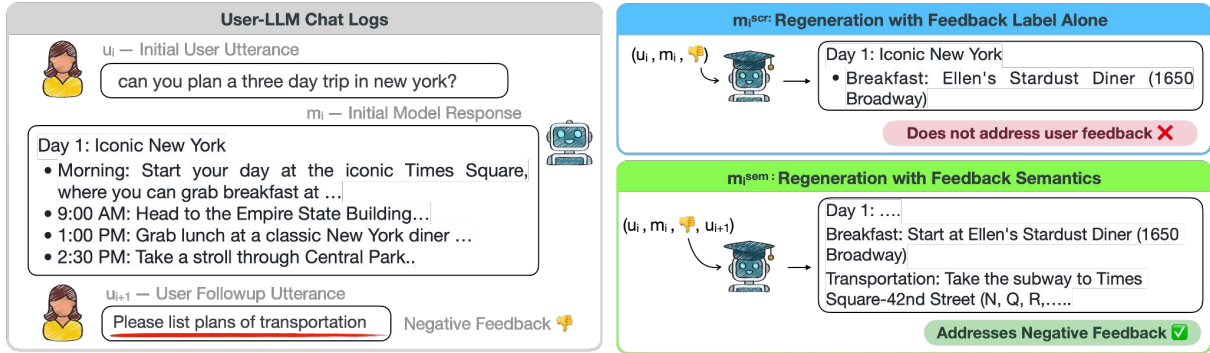 User-LLM Chat Logs
uᵢ — Initial User Utterance
can you plan a three day trip in new york?
mᵢ — Initial Model Response
Day 1: Iconic New York
• Morning: Start your day at the iconic Times Square,
where you can grab breakfast at …
• 9:00 AM: Head to the Empire State Building…
• 1:00 PM: Grab lunch at a classic New York diner …
• 2:30 PM: Take a stroll through Central Park..
uᵢ₊₁ — User Followup Utterance
Please list plans of transportation
Negative Feedback 👎
mᵢˢᶜʳ: Regeneration with Feedback Label Alone
(uᵢ , mᵢ , 👎)
Day 1: Iconic New York
• Breakfast: Ellen's Stardust Diner (1650
Broadway)
Does not address user feedback ❌
mᵢˢᵉᵐ : Regeneration with Feedback Semantics
(uᵢ , mᵢ , 👎, uᵢ₊₁)
Day 1: ….
Breakfast: Start at Ellen's Stardust Diner (1650
Broadway)
Transportation: Take the subway to Times
Square-42nd Street (N, Q, R,…..
Addresses Negative Feedback ✅